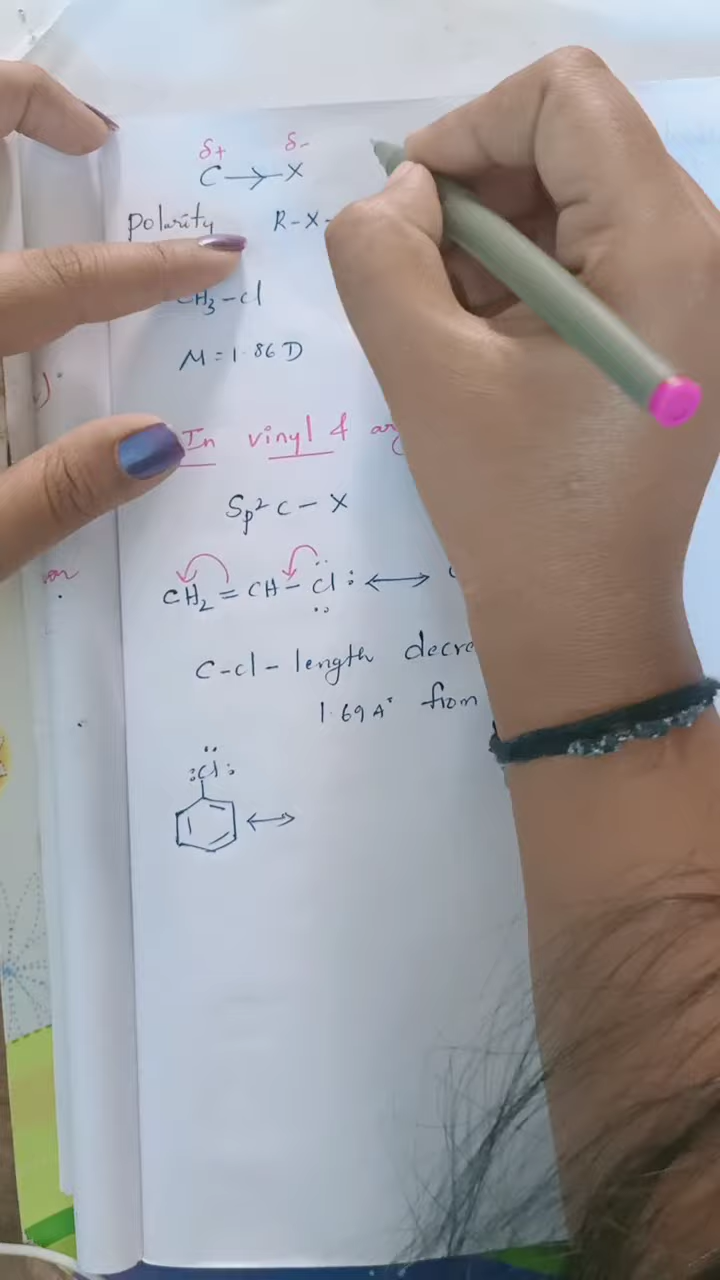 δ+ δ-
C → X
polarity R-X-
CH₃-Cl
M = 1.86 D
In vinyl &
Sp² C - X
CH₂ = CH - Cl: ↔
C-Cl - length decre
1.69 A° from
:Cl:
↔